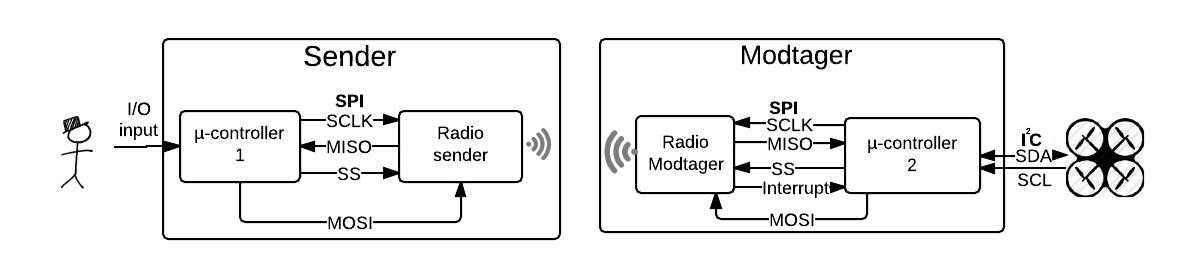 Sender
I/O
input
µ-controller
1
SPI
SCLK
MISO
SS
MOSI
Radio
sender
Modtager
Radio
Modtager
SPI
SCLK
MISO
SS
Interrupt
MOSI
µ-controller
2
I²C
SDA
SCL